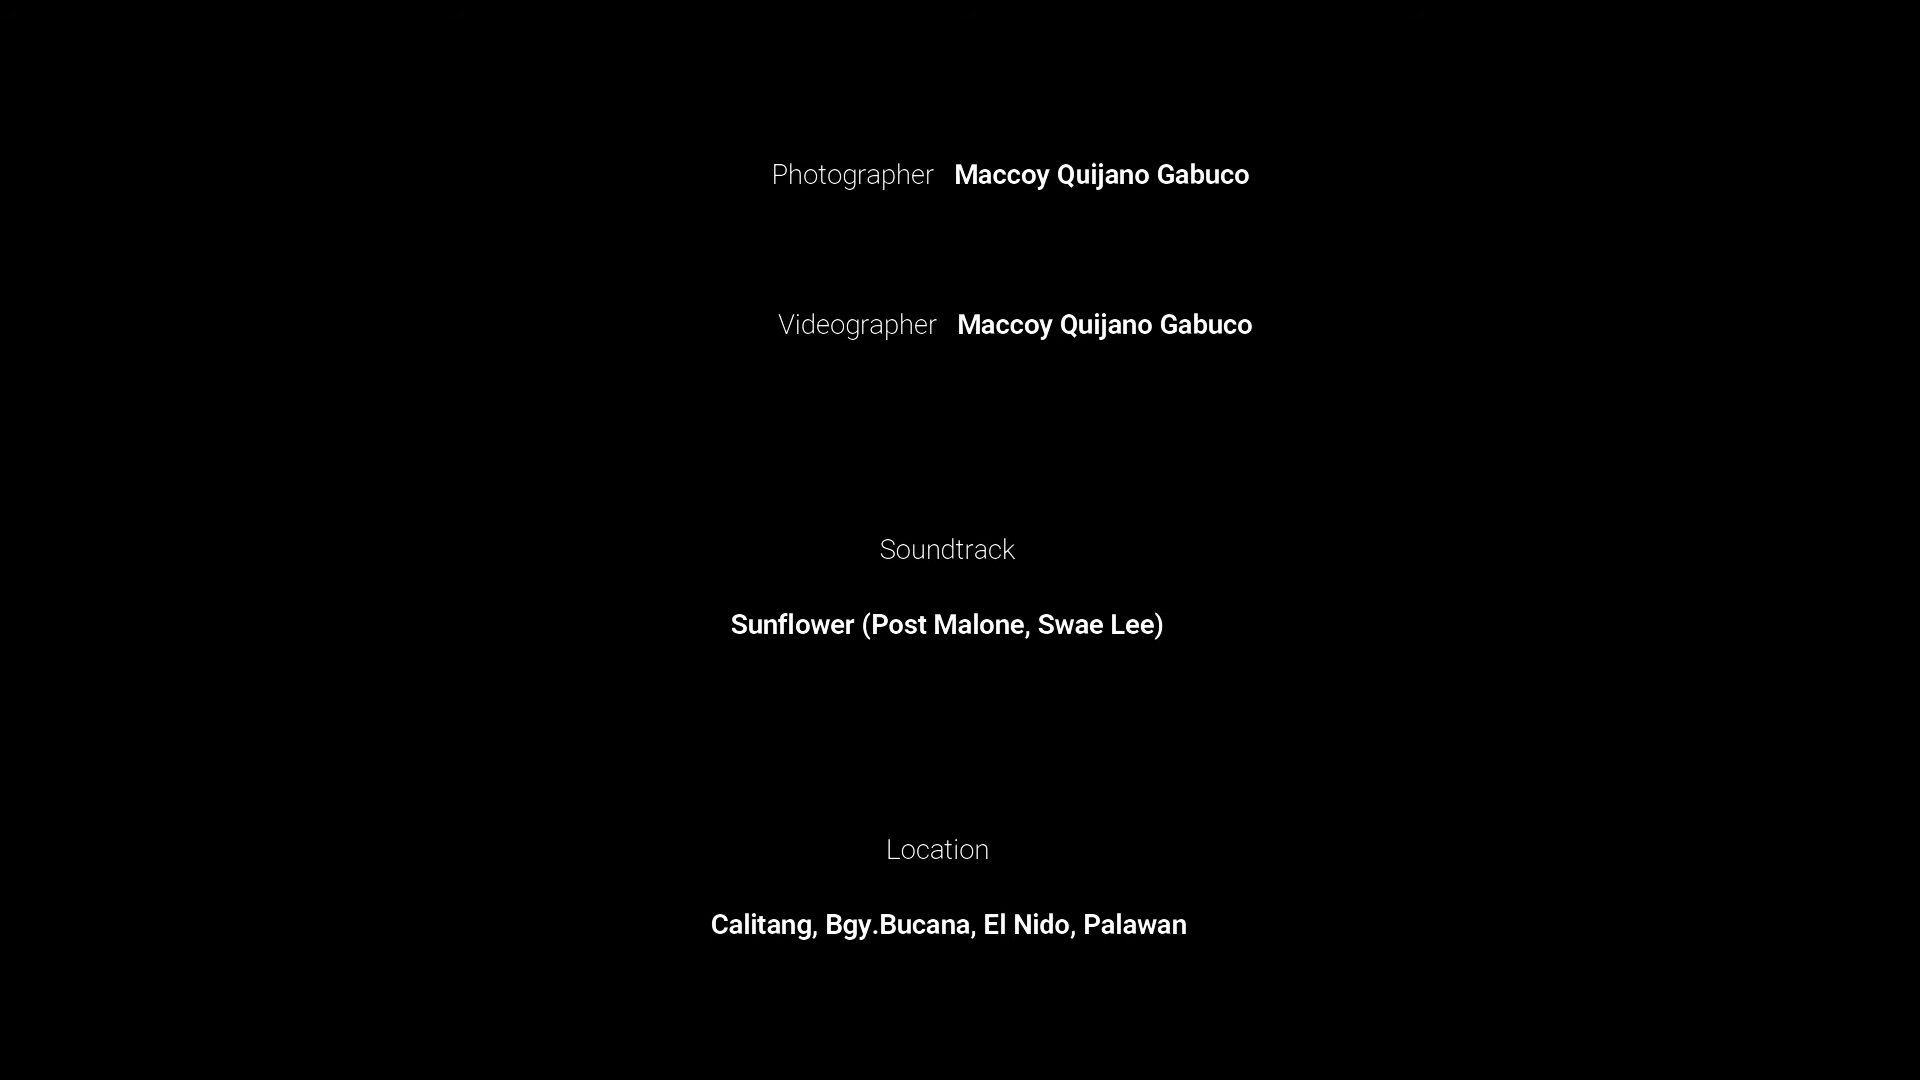 Photographer Maccoy Quijano Gabuco
Videographer Maccoy Quijano Gabuco
Soundtrack
Sunflower (Post Malone, Swae Lee)
Location
Calitang, Bgy.Bucana, El Nido, Palawan